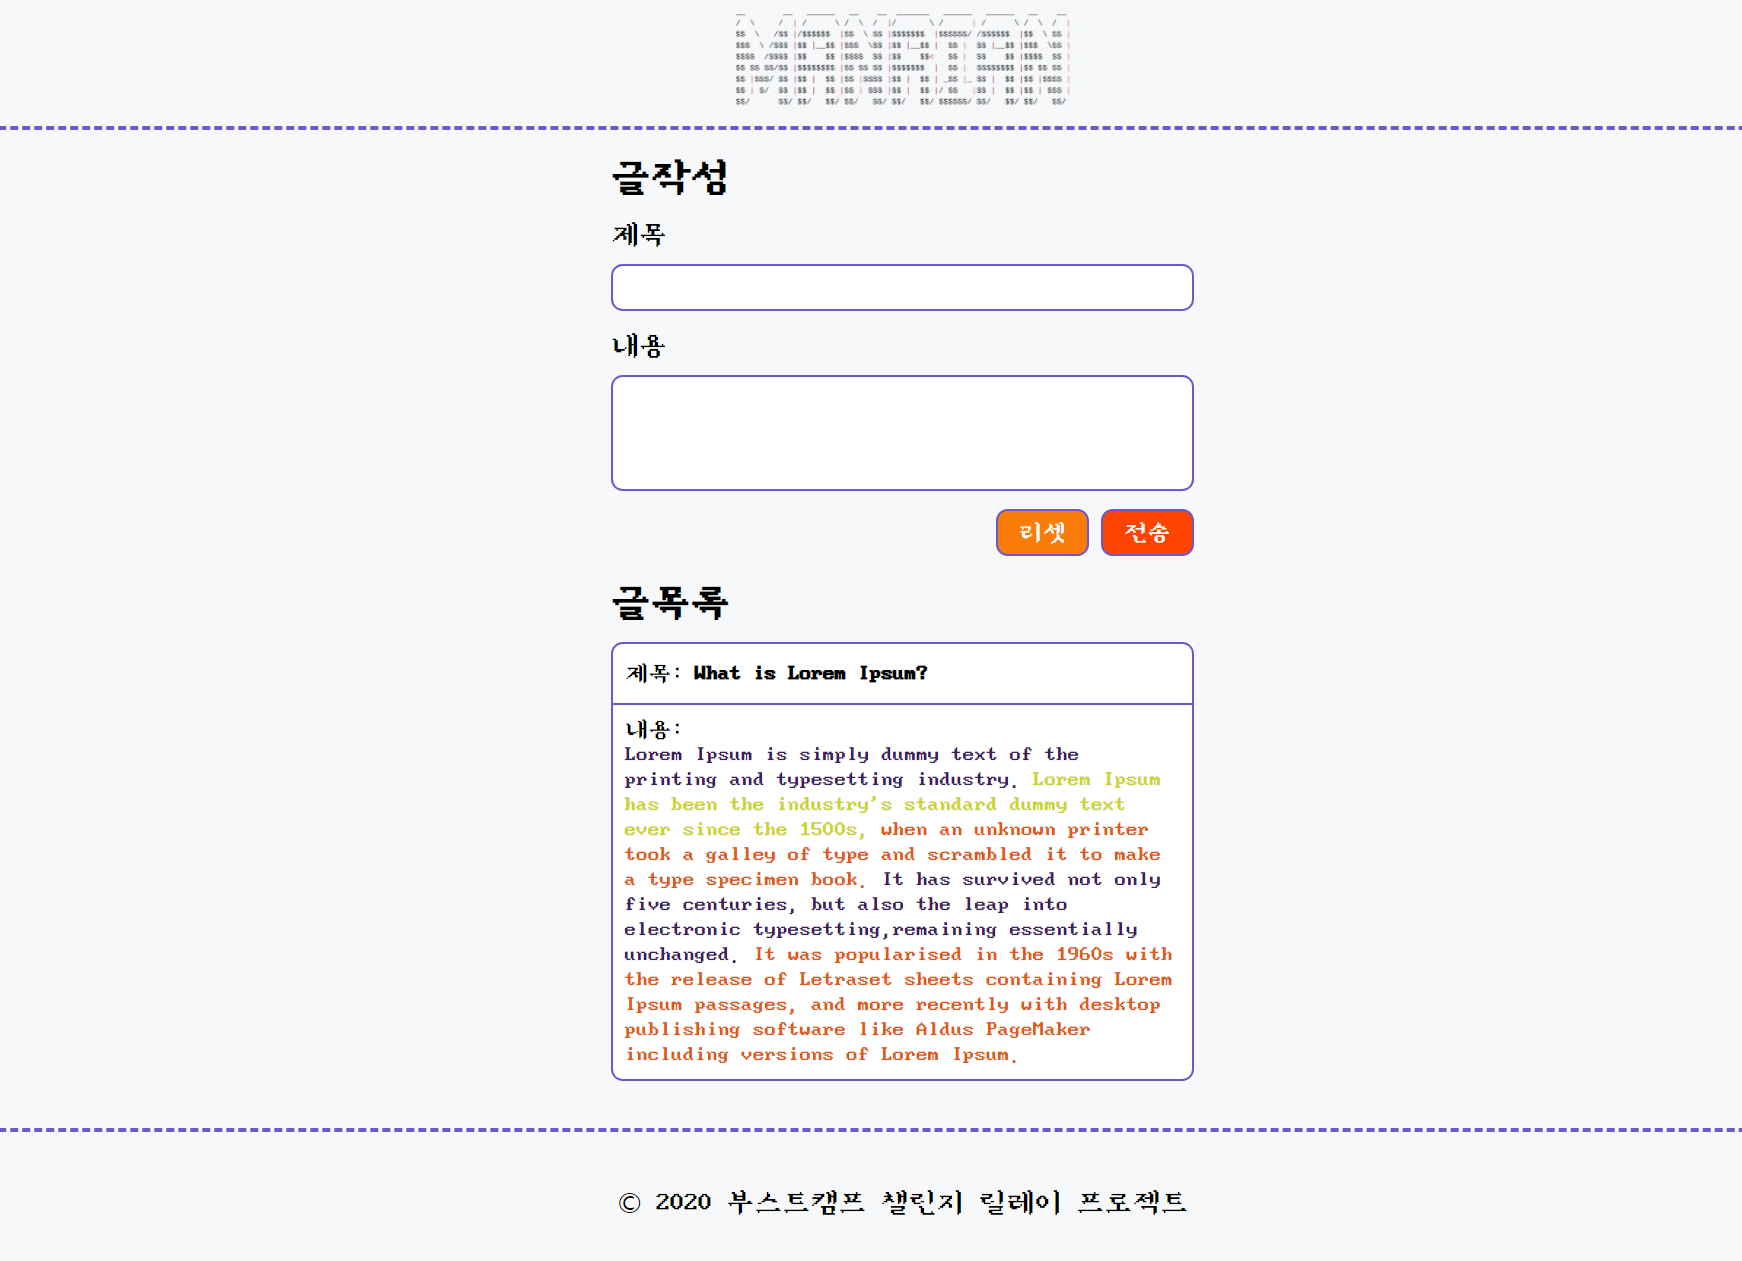 글작성
제목
내용
리셋 전송
글목록
제목: What is Lorem Ipsum?
내용:
Lorem Ipsum is simply dummy text of the
printing and typesetting industry. Lorem Ipsum
has been the industry's standard dummy text
ever since the 1500s, when an unknown printer
took a galley of type and scrambled it to make
a type specimen book. It has survived not only
five centuries, but also the leap into
electronic typesetting,remaining essentially
unchanged. It was popularised in the 1960s with
the release of Letraset sheets containing Lorem
Ipsum passages, and more recently with desktop
publishing software like Aldus PageMaker
including versions of Lorem Ipsum.
© 2020 부스트캠프 챌린지 릴레이 프로젝트